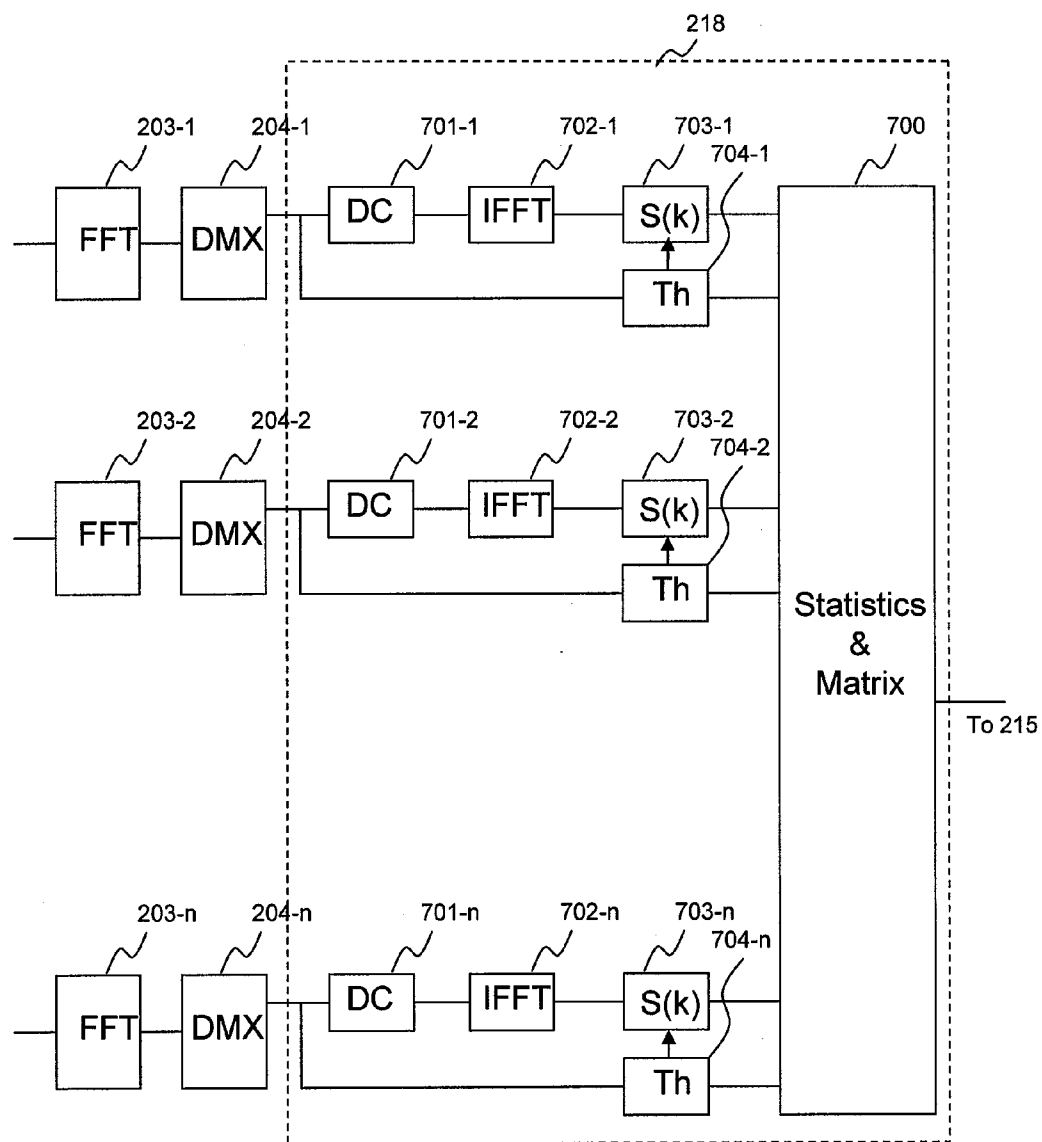 218
203-1 204-1 701-1 702-1 703-1 700
704-1
FFT DMX DC IFFT S(k)
Th
203-2 204-2 701-2 702-2 703-2
704-2
FFT DMX DC IFFT S(k)
Th
Statistics
&
Matrix
To 215
203-n 204-n 701-n 702-n 703-n
704-n
FFT DMX DC IFFT S(k)
Th